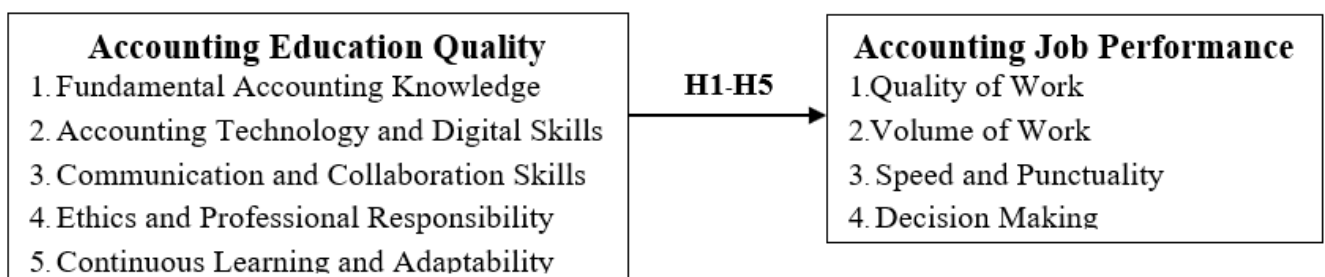 Accounting Education Quality
1. Fundamental Accounting Knowledge
2. Accounting Technology and Digital Skills
3. Communication and Collaboration Skills
4. Ethics and Professional Responsibility
5. Continuous Learning and Adaptability
H1-H5
Accounting Job Performance
1.Quality of Work
2.Volume of Work
3. Speed and Punctuality
4. Decision Making